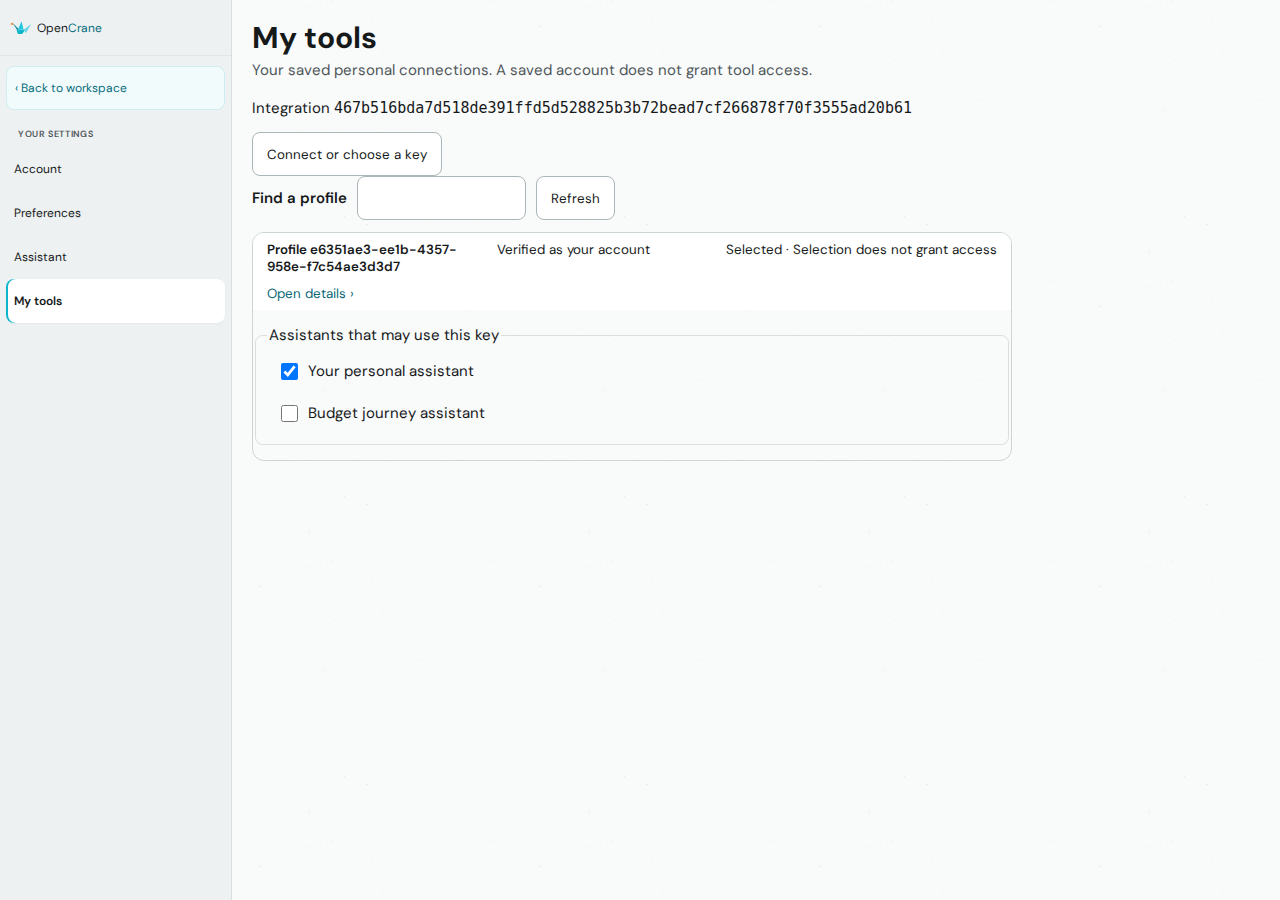 OpenCrane
‹ Back to workspace
YOUR SETTINGS
Account
Preferences
Assistant
My tools
My tools
Your saved personal connections. A saved account does not grant tool access.
Integration 467b516bda7d518de391ffd5d528825b3b72bead7cf266878f70f3555ad20b61
Connect or choose a key
Find a profile
Refresh
Profile e6351ae3-ee1b-4357-
958e-f7c54ae3d3d7
Verified as your account
Selected · Selection does not grant access
Open details ›
Assistants that may use this key
Your personal assistant
Budget journey assistant